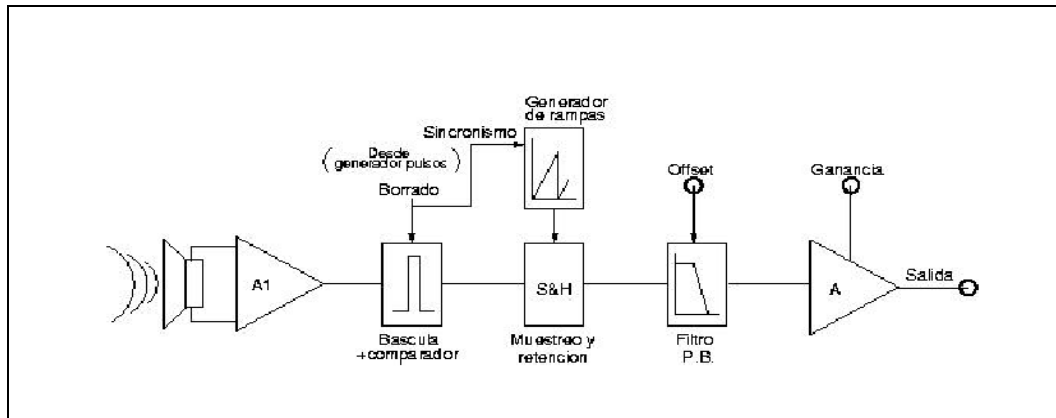 Generador
de rampas
Sincronismo
( Desde
generador pulsos )
Borrado
Offset
Ganancia
A1
S&H
A
Salida
Bascula
+comparador
Muestreo y
retencion
Filtro
P.B.